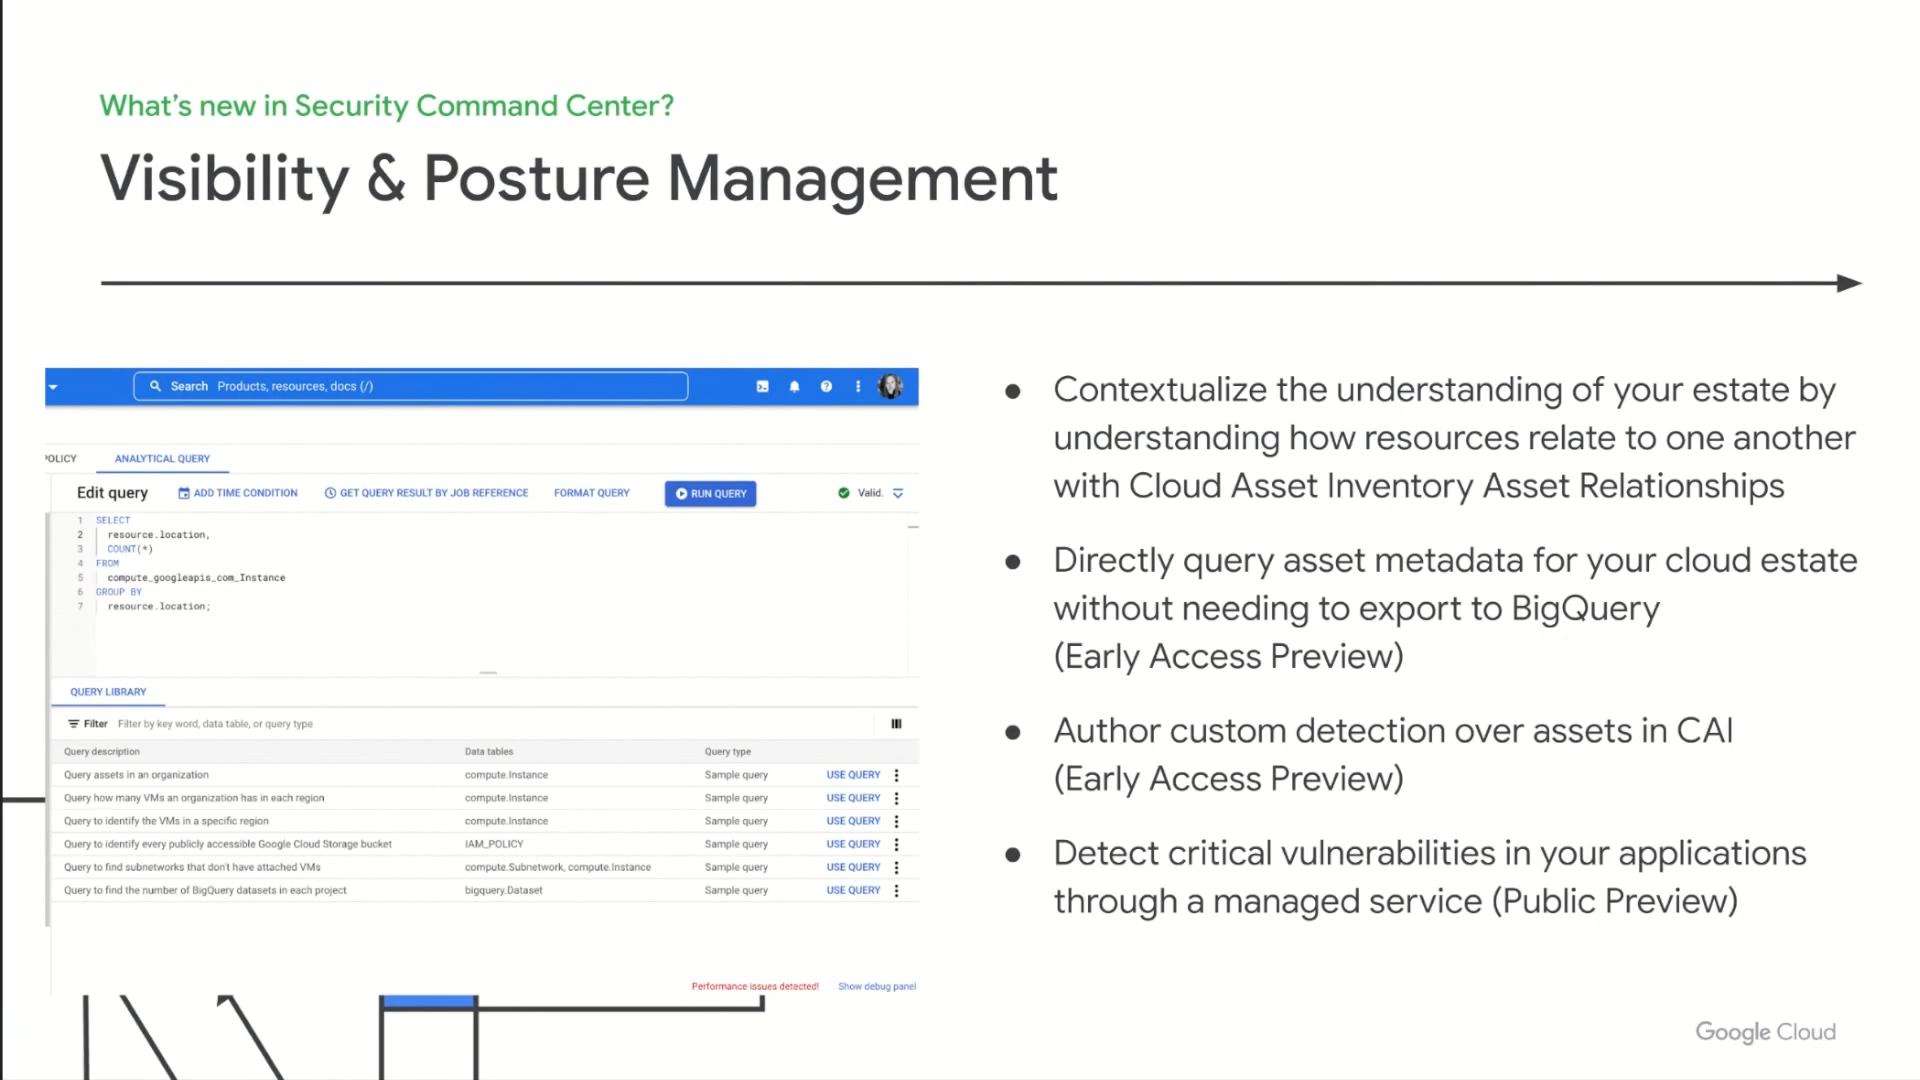 What's new in Security Command Center?
Visibility & Posture Management
Search Products, resources, docs (/)
POLICY ANALYTICAL QUERY
Edit query ADD TIME CONDITION GET QUERY RESULT BY JOB REFERENCE FORMAT QUERY RUN QUERY Valid.
1 SELECT
2 resource.location,
3 COUNT(*)
4 FROM
5 compute_googleapis_com_Instance
6 GROUP BY
7 resource.location;
QUERY LIBRARY
Filter Filter by key word, data table, or query type
Query description Data tables Query type
Query assets in an organization compute.Instance Sample query USE QUERY
Query how many VMs an organization has in each region compute.Instance Sample query USE QUERY
Query to identify the VMs in a specific region compute.Instance Sample query USE QUERY
Query to identify every publicly accessible Google Cloud Storage bucket IAM_POLICY Sample query USE QUERY
Query to find subnetworks that don't have attached VMs compute.Subnetwork, compute.Instance Sample query USE QUERY
Query to find the number of BigQuery datasets in each project bigquery.Dataset Sample query USE QUERY
Performance issues detected! Show debug panel
● Contextualize the understanding of your estate by
understanding how resources relate to one another
with Cloud Asset Inventory Asset Relationships
● Directly query asset metadata for your cloud estate
without needing to export to BigQuery
(Early Access Preview)
● Author custom detection over assets in CAI
(Early Access Preview)
● Detect critical vulnerabilities in your applications
through a managed service (Public Preview)
Google Cloud